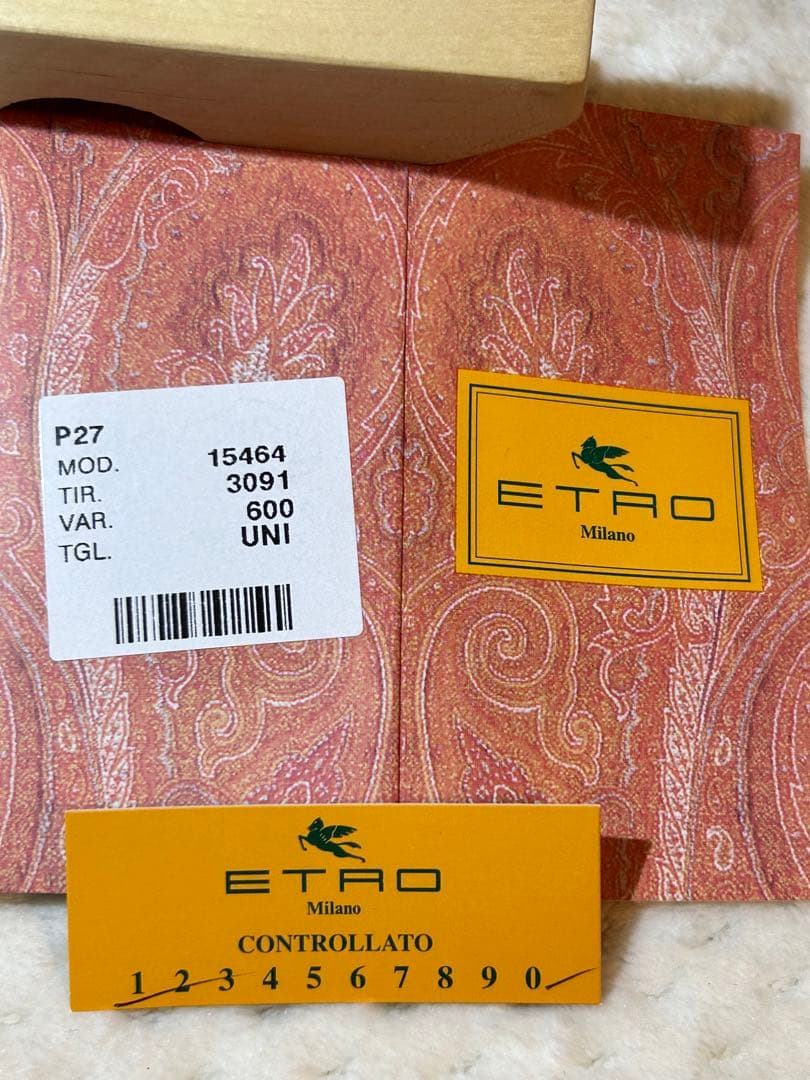 P27
MOD. 15464
TIR. 3091
VAR. 600
TGL. UNI
ETRO
Milano
ETRO
Milano
CONTROLLATO
1 2 3 4 5 6 7 8 9 0